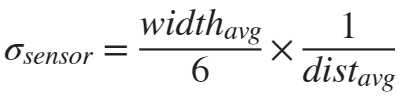 σ_sensor = width_avg / 6 × 1 / dist_avg